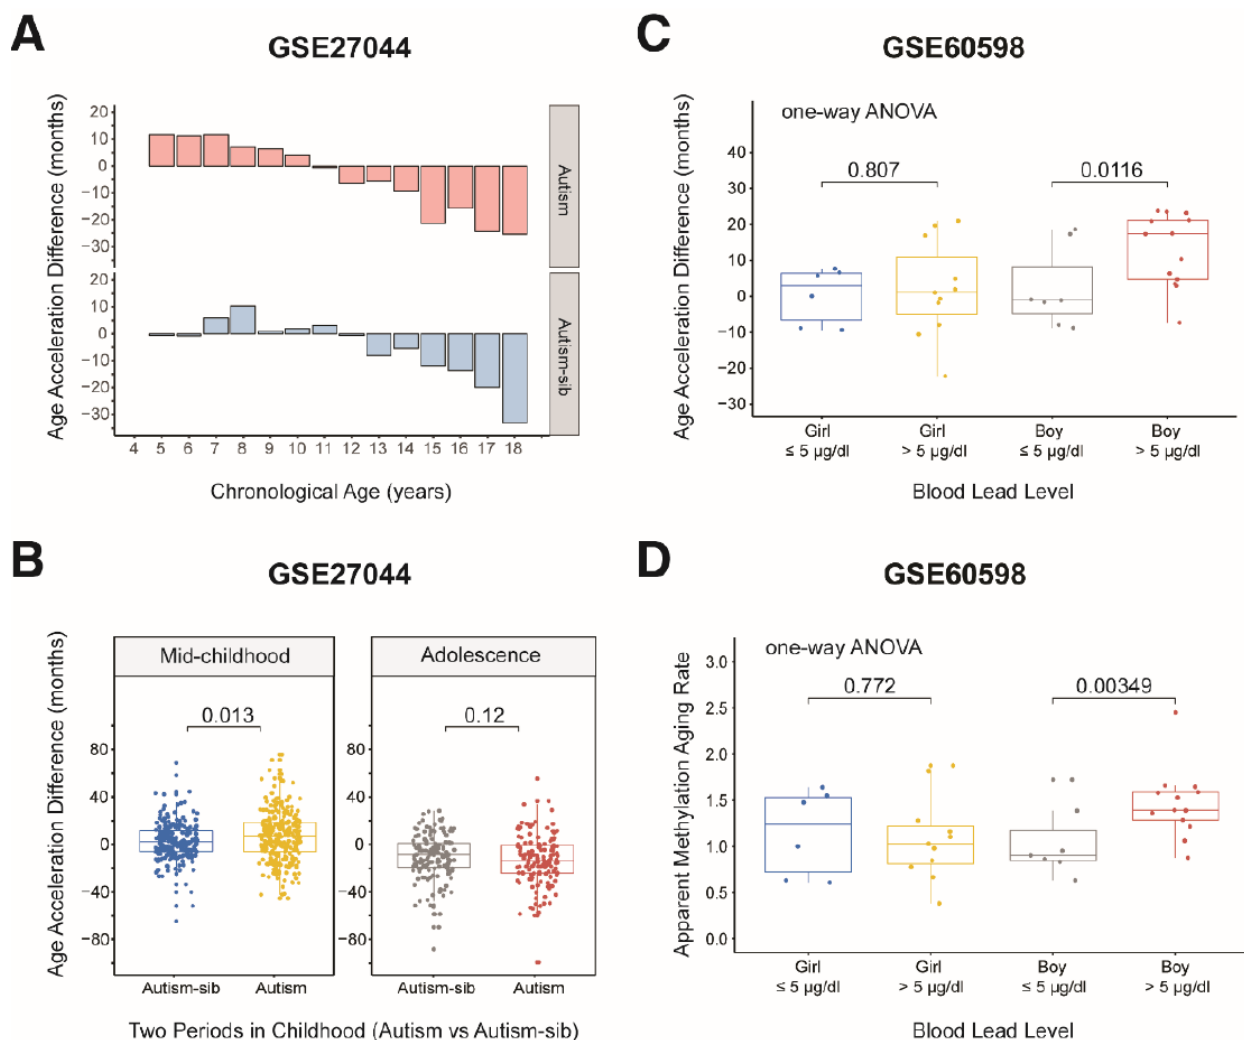 A
GSE27044
Age Acceleration Difference (months)
20
10
0
−10
−20
−30
Autism
20
10
0
−10
−20
−30
Autism-sib
4 5 6 7 8 9 10 11 12 13 14 15 16 17 18
Chronological Age (years)
B
GSE27044
Age Acceleration Difference (months)
Mid-childhood
Adolescence
0.013
0.12
80
40
0
−40
−80
80
40
0
−40
−80
Autism-sib Autism
Autism-sib Autism
Two Periods in Childhood (Autism vs Autism-sib)
C
GSE60598
Age Acceleration Difference (months)
one-way ANOVA
0.807
0.0116
40
30
20
10
0
−10
−20
−30
Girl Girl Boy Boy
≤ 5 µg/dl > 5 µg/dl ≤ 5 µg/dl > 5 µg/dl
Blood Lead Level
D
GSE60598
Apparent Methylation Aging Rate
one-way ANOVA
0.772
0.00349
3.0
2.5
2.0
1.5
1.0
0.5
0.0
Girl Girl Boy Boy
≤ 5 µg/dl > 5 µg/dl ≤ 5 µg/dl > 5 µg/dl
Blood Lead Level